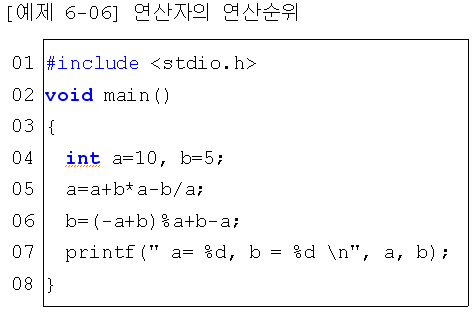 [예제 6-06] 연산자의 연산순위
01 #include <stdio.h>
02 void main()
03 {
04 int a=10, b=5;
05 a=a+b*a-b/a;
06 b=(-a+b)%a+b-a;
07 printf(" a= %d, b = %d \n", a, b);
08 }